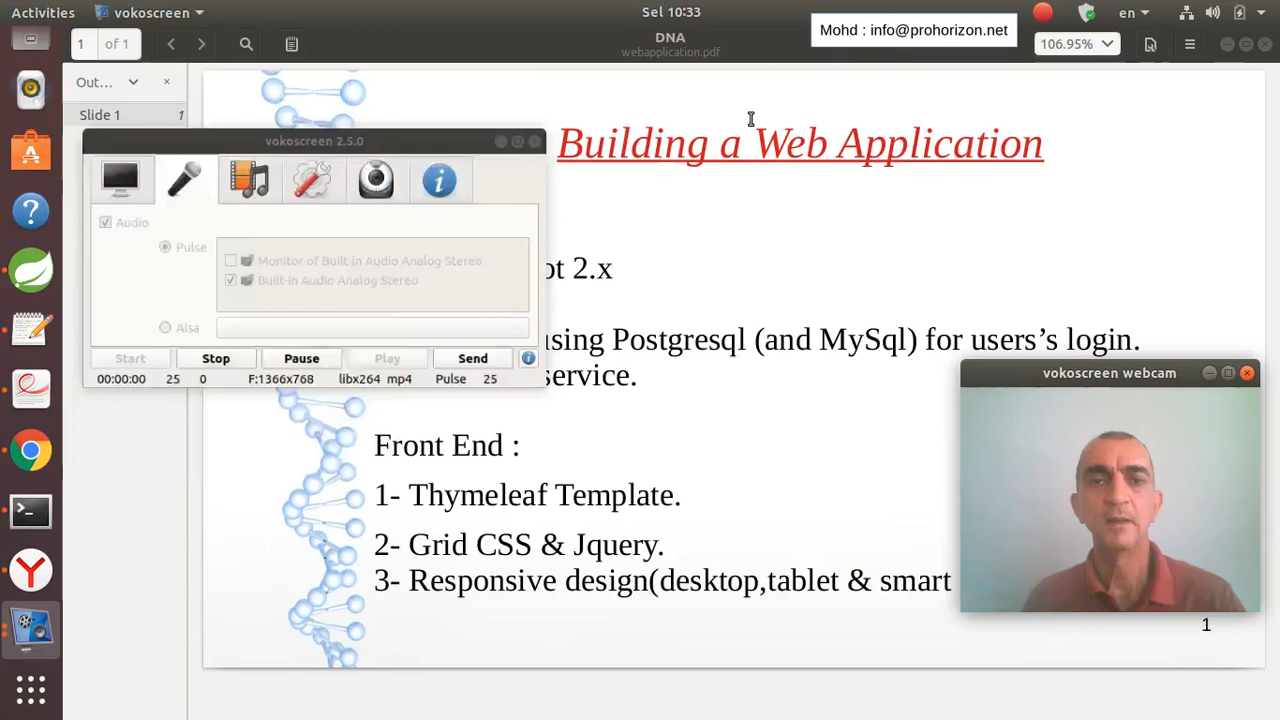 Activities vokoscreen Sel 10:33 en
Mohd : info@prohorizon.net
1 of 1 DNA 106.95%
webapplication.pdf
Out...
Slide 1 1
vokoscreen 2.5.0
Audio
Pulse
Monitor of Built-in Audio Analog Stereo
Built-in Audio Analog Stereo
Alsa
Start Stop Pause Play Send
00:00:00 25 0 F:1366x768 libx264 mp4 Pulse 25
Building a Web Application
ot 2.x
using Postgresql (and MySql) for users's login.
service.
Front End :
1- Thymeleaf Template.
2- Grid CSS & Jquery.
3- Responsive design(desktop,tablet & smart
vokoscreen webcam
1